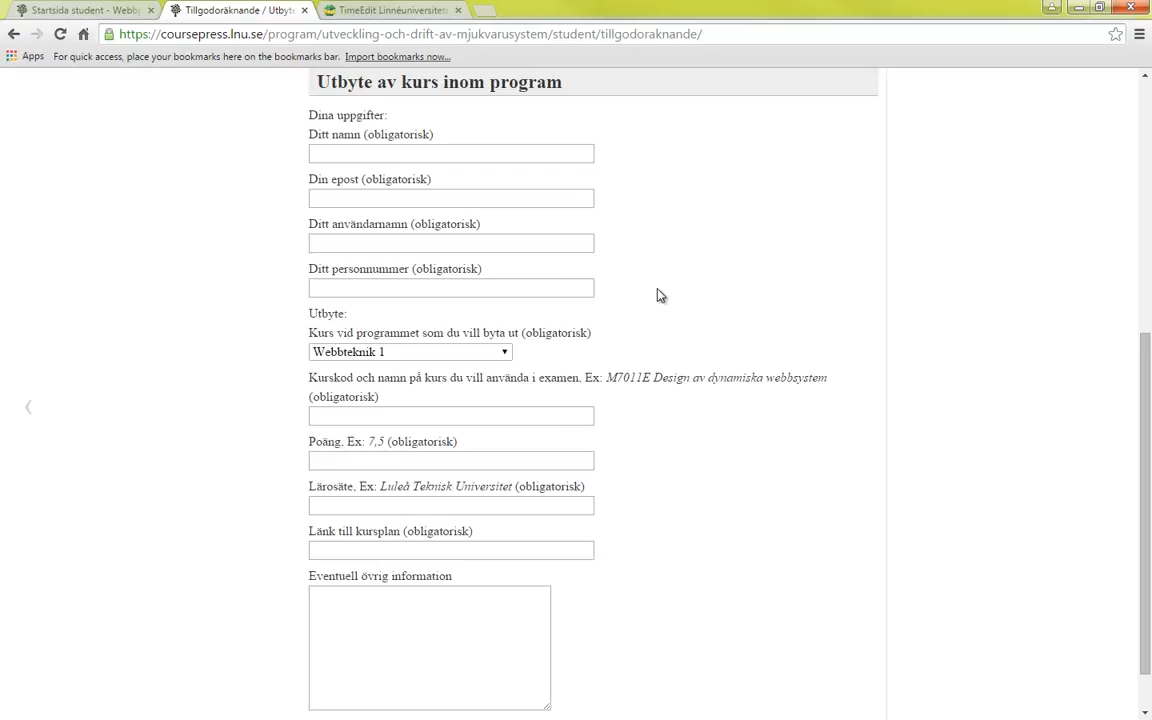 Startsida student - Webb
Tillgodoräknande / Utbyte
TimeEdit Linnéuniversitet
https://coursepress.lnu.se/program/utveckling-och-drift-av-mjukvarusystem/student/tillgodoraknande/
Apps For quick access, place your bookmarks here on the bookmarks bar. Import bookmarks now...
Utbyte av kurs inom program
Dina uppgifter:
Ditt namn (obligatorisk)
Din epost (obligatorisk)
Ditt användarnamn (obligatorisk)
Ditt personnummer (obligatorisk)
Utbyte:
Kurs vid programmet som du vill byta ut (obligatorisk)
Webbteknik 1
Kurskod och namn på kurs du vill använda i examen, Ex: M7011E Design av dynamiska webbsystem
(obligatorisk)
Poäng, Ex: 7,5 (obligatorisk)
Lärosäte, Ex: Luleå Teknisk Universitet (obligatorisk)
Länk till kursplan (obligatorisk)
Eventuell övrig information